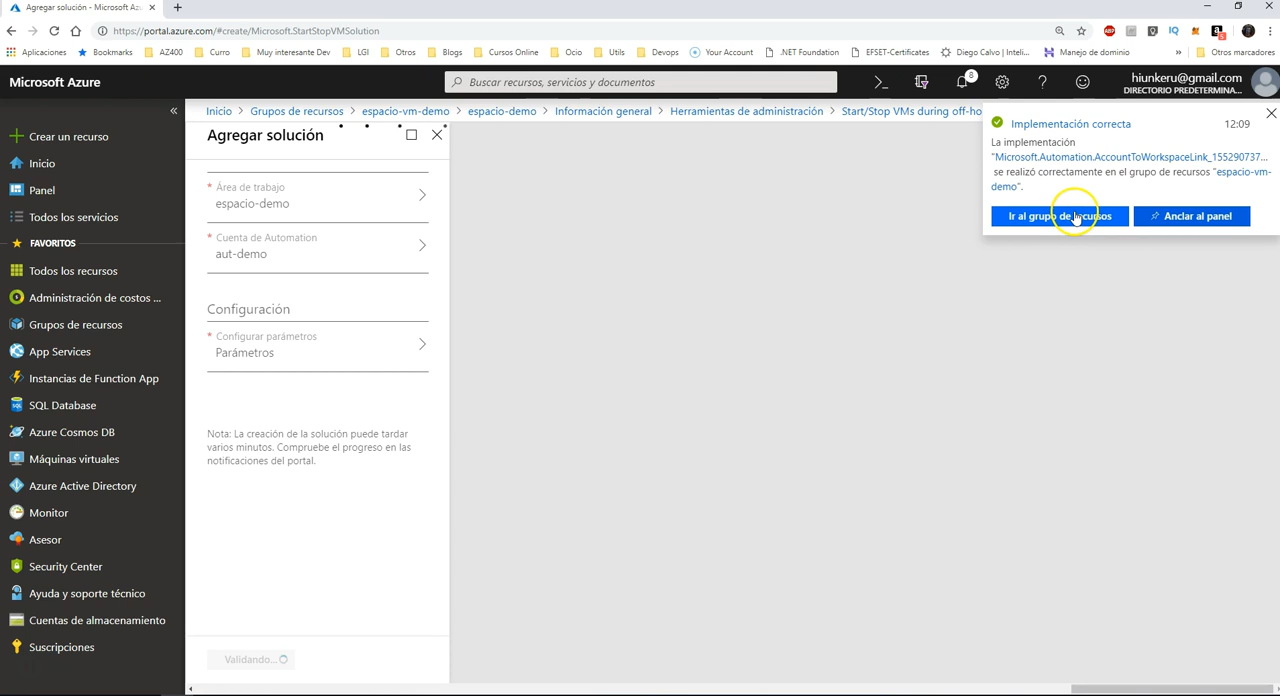 Agregar solución - Microsoft Az
https://portal.azure.com/#create/Microsoft.StartStopVMSolution
Aplicaciones
Bookmarks
AZ400
Curro
Muy interesante Dev
LGI
Otros
Blogs
Cursos Online
Ocio
Utils
Devops
Your Account
.NET Foundation
EFSET-Certificates
Diego Calvo | Inteli...
Manejo de dominio
»
Otros marcadores
ABP
IQ
5
Microsoft Azure
Buscar recursos, servicios y documentos
8
hiunkeru@gmail.com
DIRECTORIO PREDETERMINA...
Inicio > Grupos de recursos > espacio-vm-demo > espacio-demo > Información general > Herramientas de administración > Start/Stop VMs during off-ho
«
Crear un recurso
Inicio
Panel
Todos los servicios
FAVORITOS
Todos los recursos
Administración de costos ...
Grupos de recursos
App Services
Instancias de Function App
SQL Database
Azure Cosmos DB
Máquinas virtuales
Azure Active Directory
Monitor
Asesor
Security Center
Ayuda y soporte técnico
Cuentas de almacenamiento
Suscripciones
Agregar solución
* Área de trabajo
espacio-demo
* Cuenta de Automation
aut-demo
Configuración
* Configurar parámetros
Parámetros
Nota: La creación de la solución puede tardar
varios minutos. Compruebe el progreso en las
notificaciones del portal.
Validando...
Implementación correcta
12:09
La implementación
"Microsoft.Automation.AccountToWorkspaceLink_155290737...
se realizó correctamente en el grupo de recursos "espacio-vm-
demo".
Ir al grupo de recursos
Anclar al panel